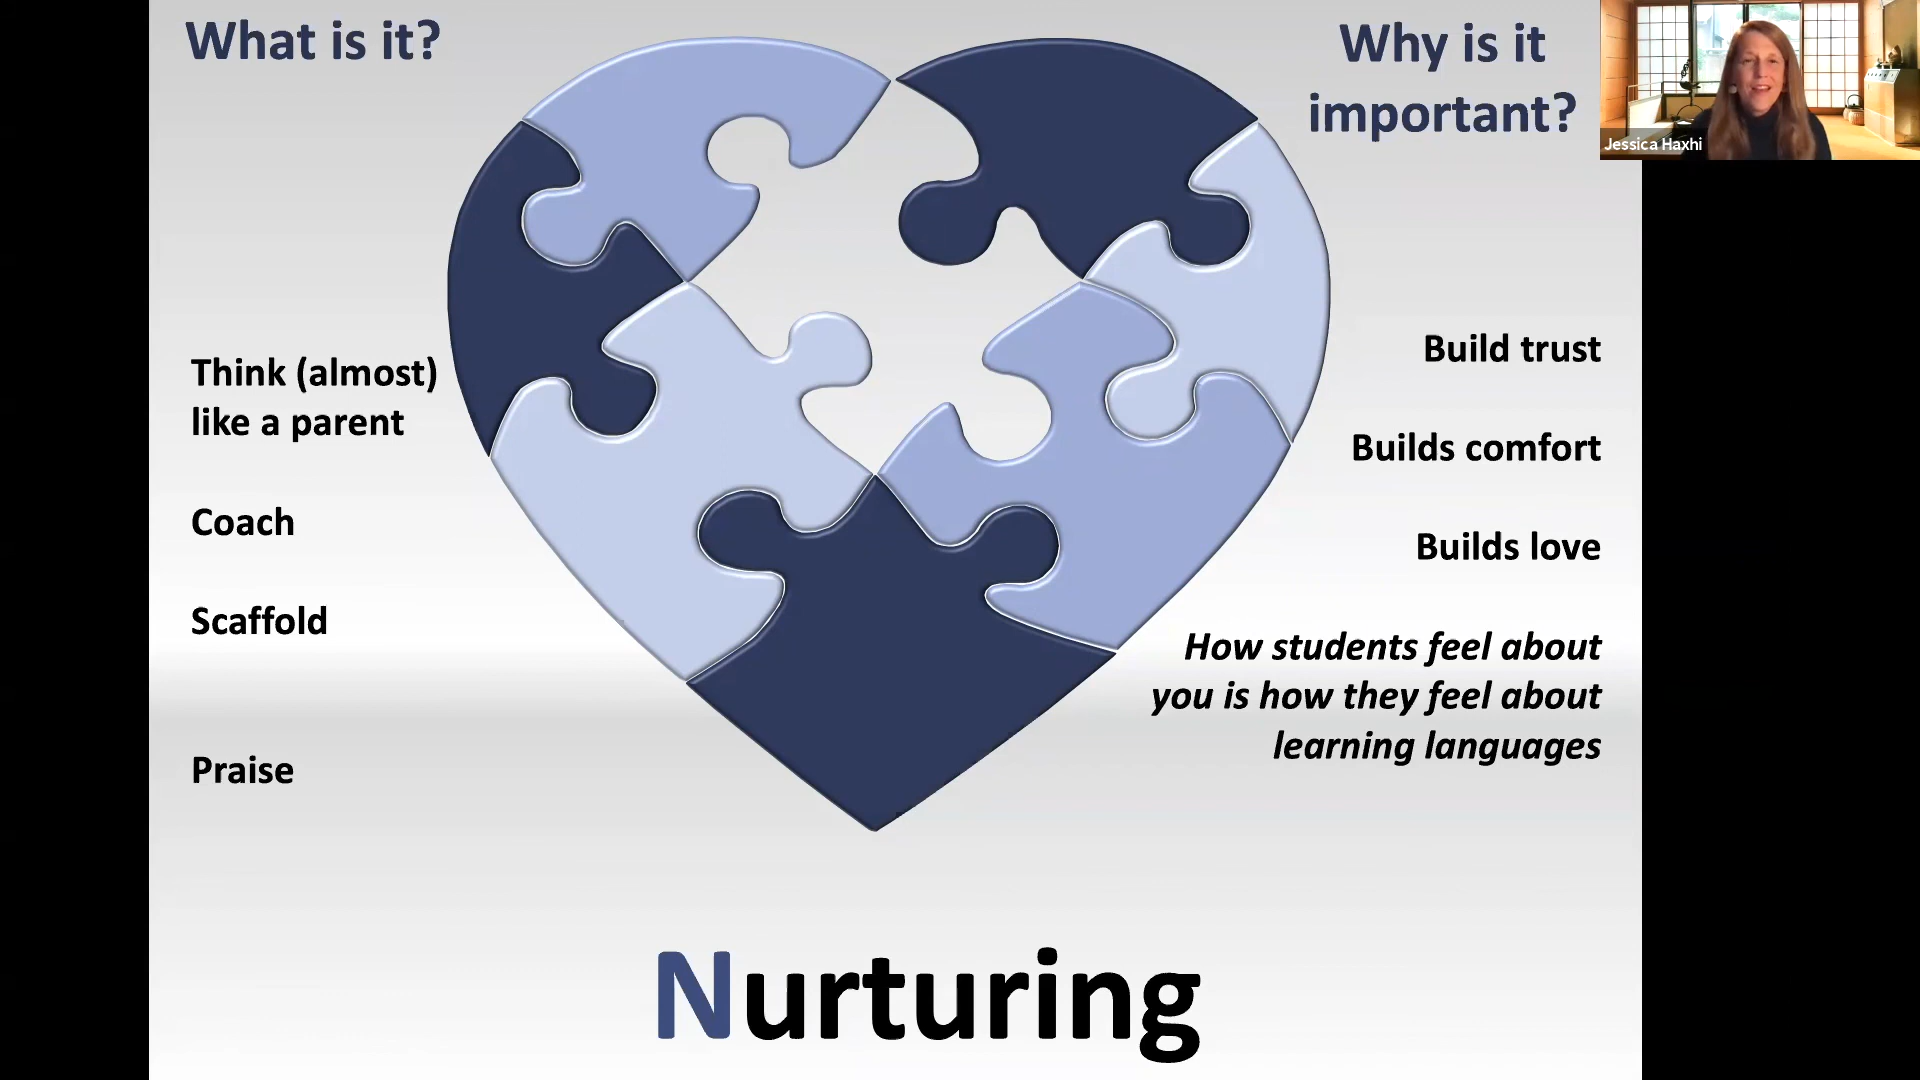 What is it?
Why is it
important?
Jessica Haxhi
Think (almost)
like a parent
Coach
Scaffold
Praise
Build trust
Builds comfort
Builds love
How students feel about
you is how they feel about
learning languages
Nurturing